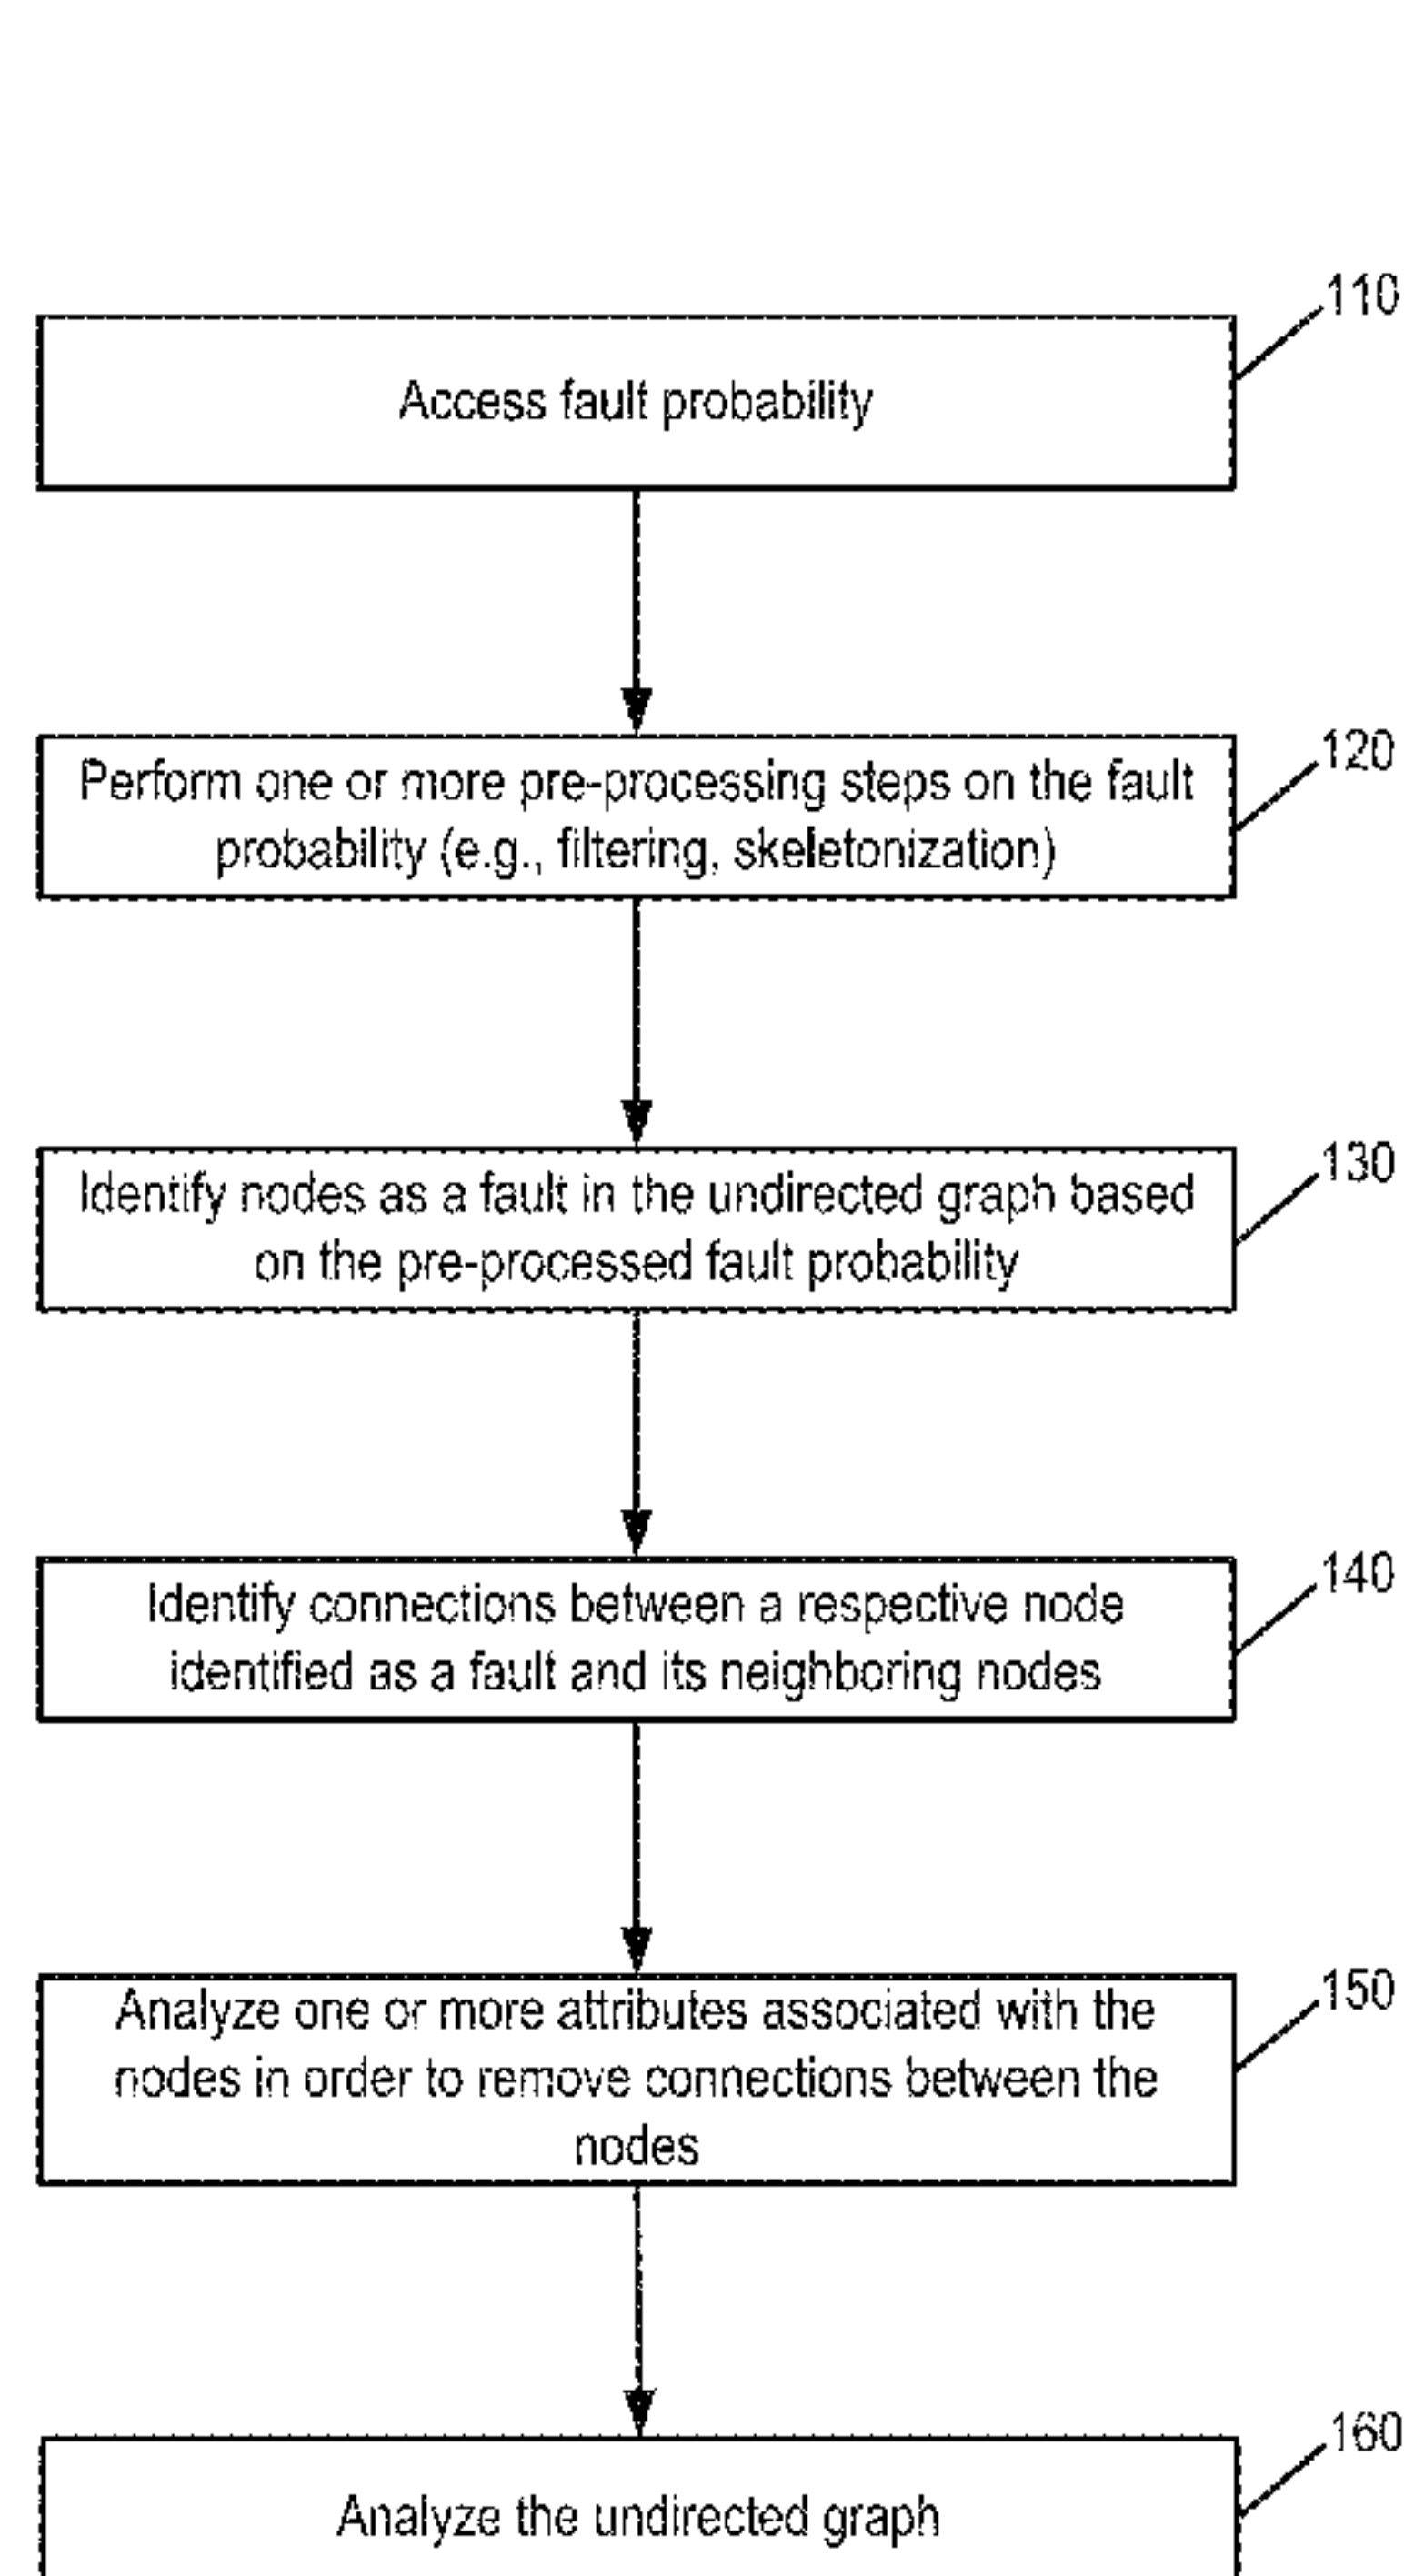 110
Access fault probability
120
Perform one or more pre-processing steps on the fault
probability (e.g., filtering, skeletonization)
130
Identify nodes as a fault in the undirected graph based
on the pre-processed fault probability
140
Identify connections between a respective node
identified as a fault and its neighboring nodes
150
Analyze one or more attributes associated with the
nodes in order to remove connections between the
nodes
160
Analyze the undirected graph